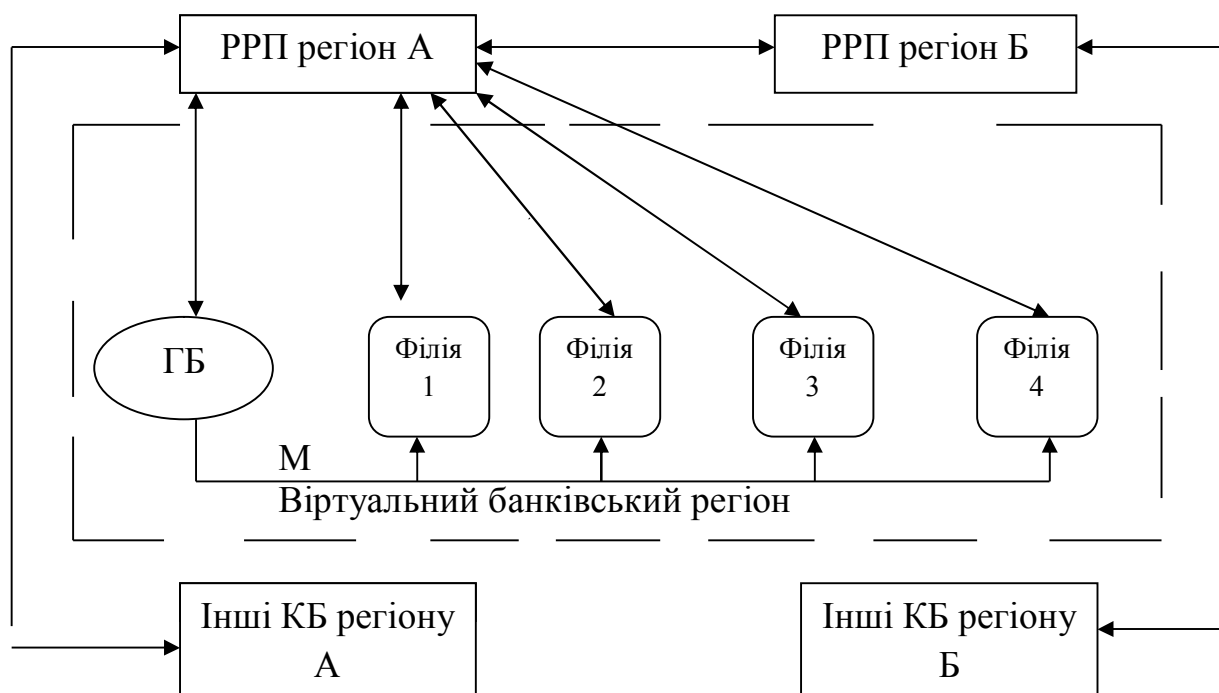 РРП регіон А
РРП регіон Б
ГБ
Філія
1
Філія
2
Філія
3
Філія
4
М
Віртуальний банківський регіон
Інші КБ регіону
А
Інші КБ регіону
Б